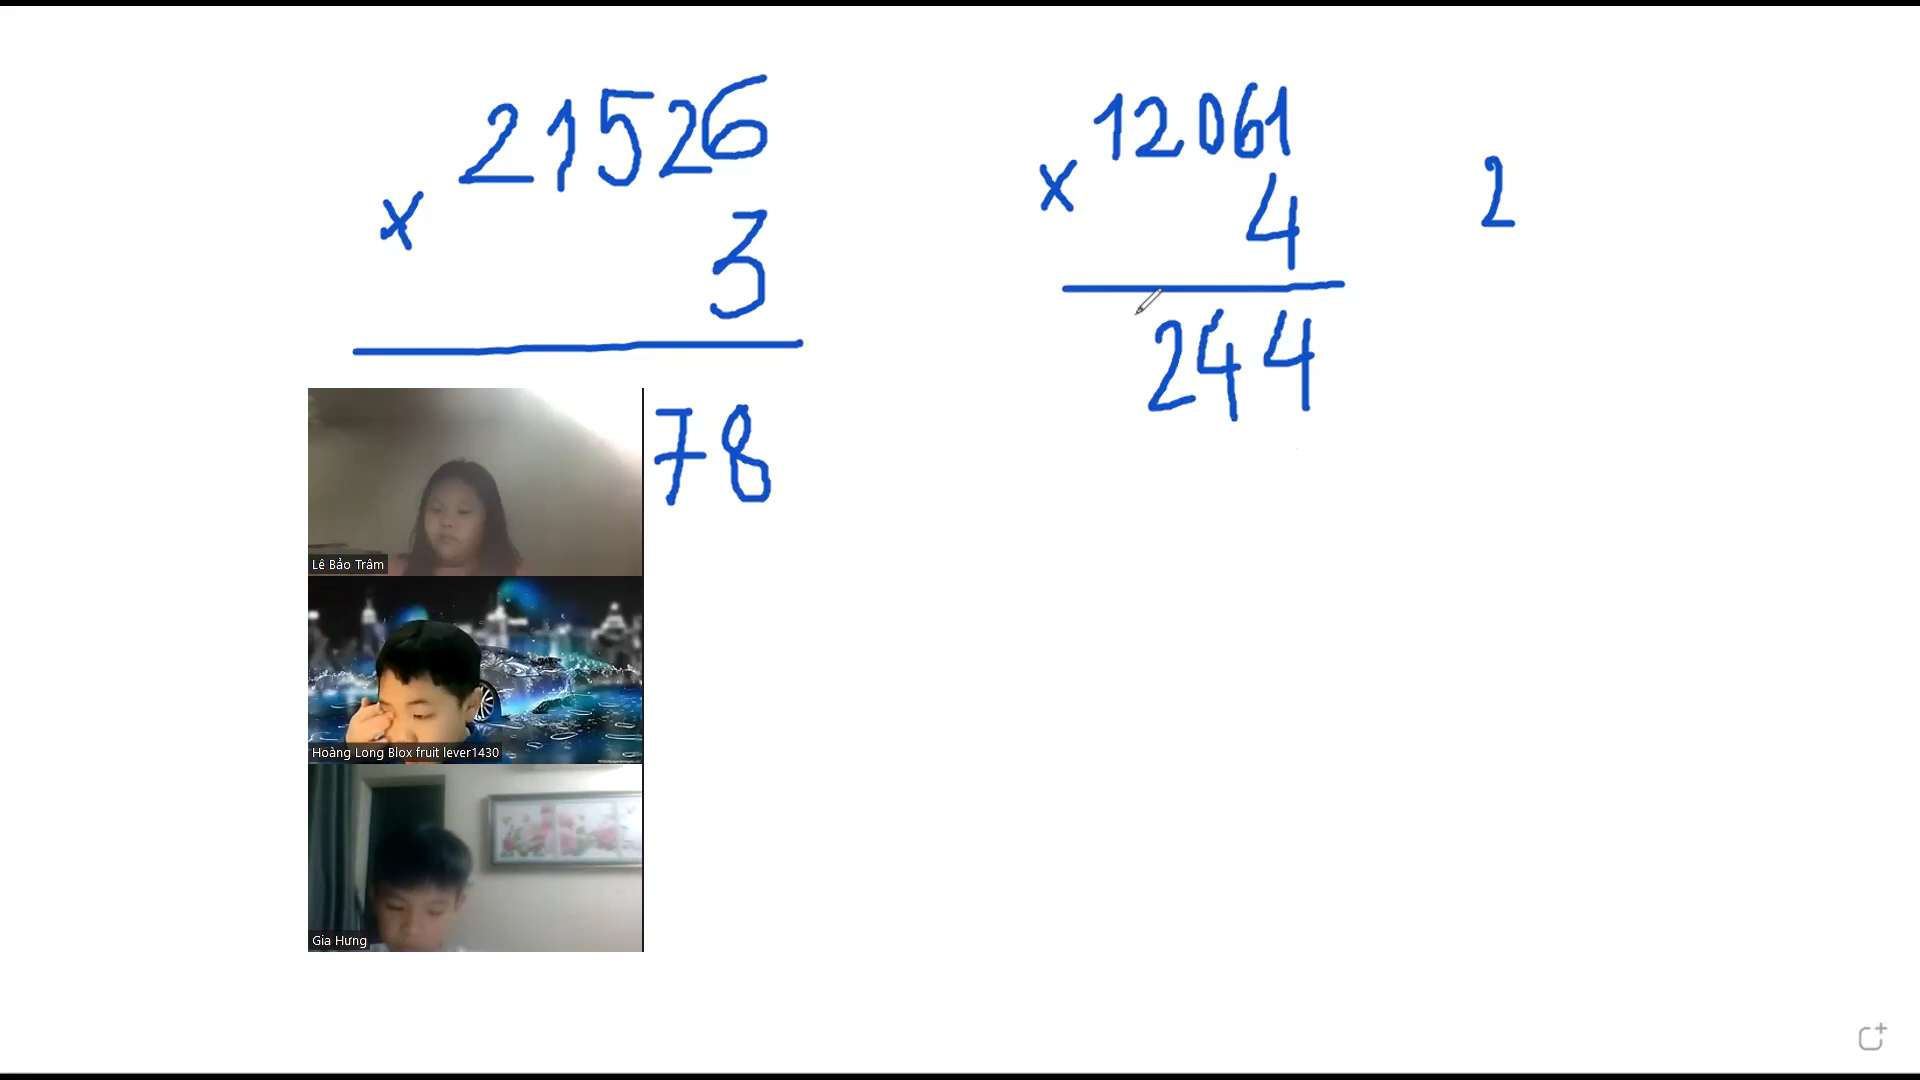 21526
x
3
78
12061
x
4
2
244
Lê Bảo Trâm
Hoàng Long Blox fruit lever1430
Gia Hưng